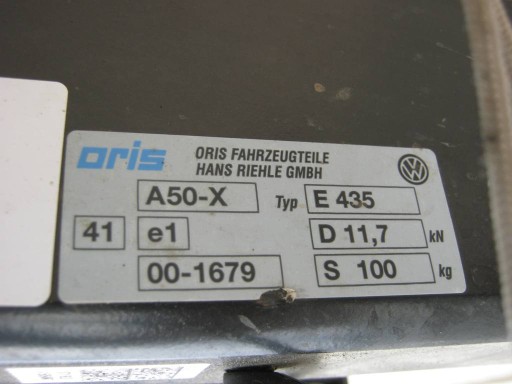 oris ORIS FAHRZEUGTEILE
HANS RIEHLE GMBH
A50-X Typ E 435
41 e1 D 11,7 kN
00-1679 S 100 kg